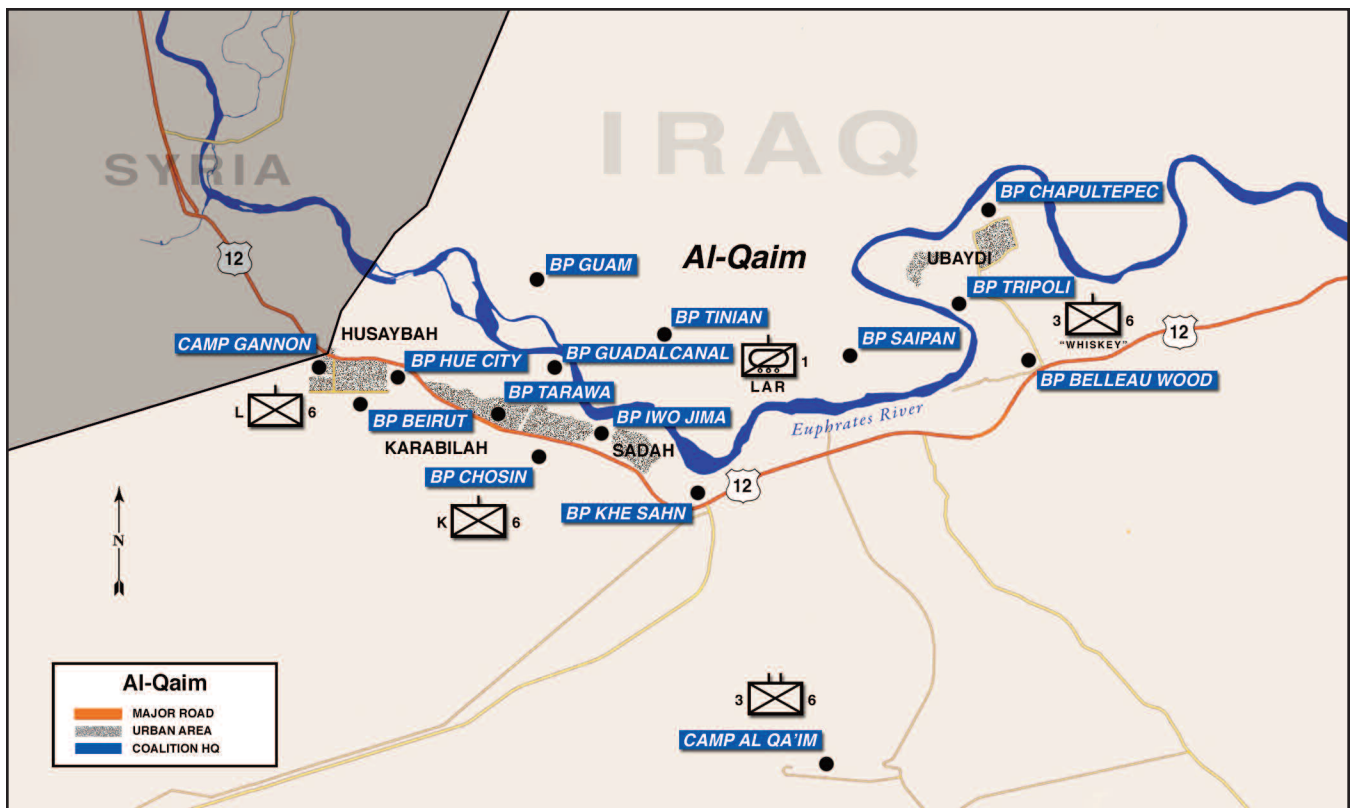 IRAQ
SYRIA
12
Al-Qaim
BP CHAPULTEPEC
UBAYDI
BP GUAM
BP TRIPOLI
3 6
"WHISKEY"
12
BP TINIAN
HUSAYBAH
CAMP GANNON
BP HUE CITY
BP GUADALCANAL
1
LAR
BP SAIPAN
BP BELLEAU WOOD
BP TARAWA
L 6
BP BEIRUT
BP IWO JIMA
Euphrates River
KARABILAH
SADAH
BP CHOSIN
12
BP KHE SAHN
K 6
N
Al-Qaim
MAJOR ROAD
URBAN AREA
COALITION HQ
3 6
CAMP AL QA'IM